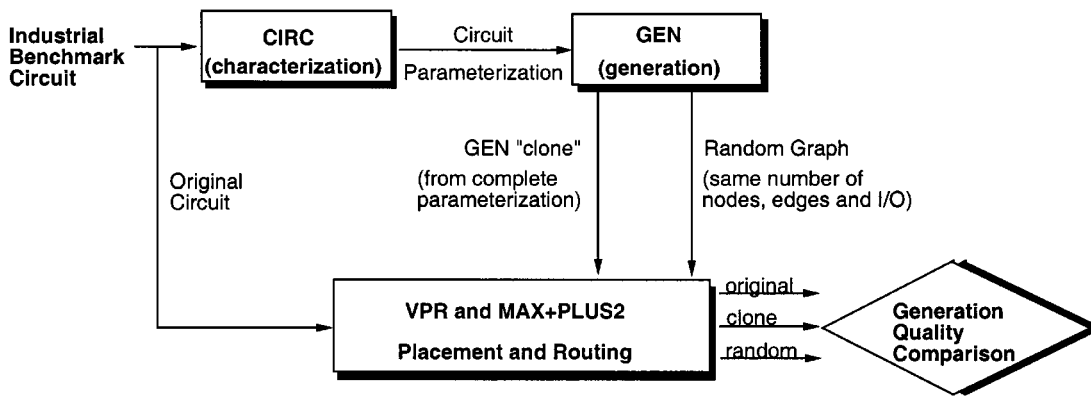 Industrial
Benchmark
Circuit
CIRC
(characterization)
Circuit
Parameterization
GEN
(generation)
Original
Circuit
GEN "clone"
(from complete
parameterization)
Random Graph
(same number of
nodes, edges and I/O)
VPR and MAX+PLUS2
Placement and Routing
original
clone
random
Generation
Quality
Comparison